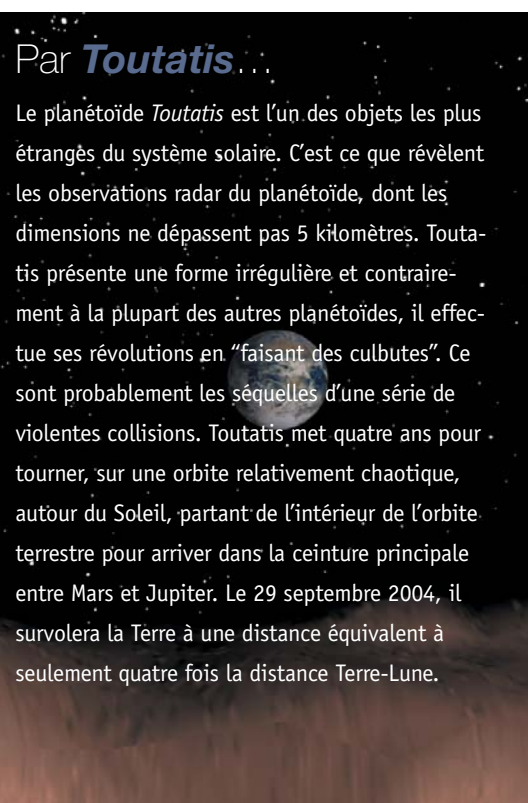 Par Toutatis...
Le planétoïde Toutatis est l'un des objets les plus
étranges du système solaire. C'est ce que révèlent
les observations radar du planétoïde, dont les
dimensions ne dépassent pas 5 kilomètres. Touta-
tis présente une forme irrégulière et contraire-
ment à la plupart des autres planétoïdes, il effec-
tue ses révolutions en “faisant des culbutes”. Ce
sont probablement les séquelles d'une série de
violentes collisions. Toutatis met quatre ans pour
tourner, sur une orbite relativement chaotique,
autour du Soleil, partant de l'intérieur de l'orbite
terrestre pour arriver dans la ceinture principale
entre Mars et Jupiter. Le 29 septembre 2004, il
survolera la Terre à une distance équivalent à
seulement quatre fois la distance Terre-Lune.